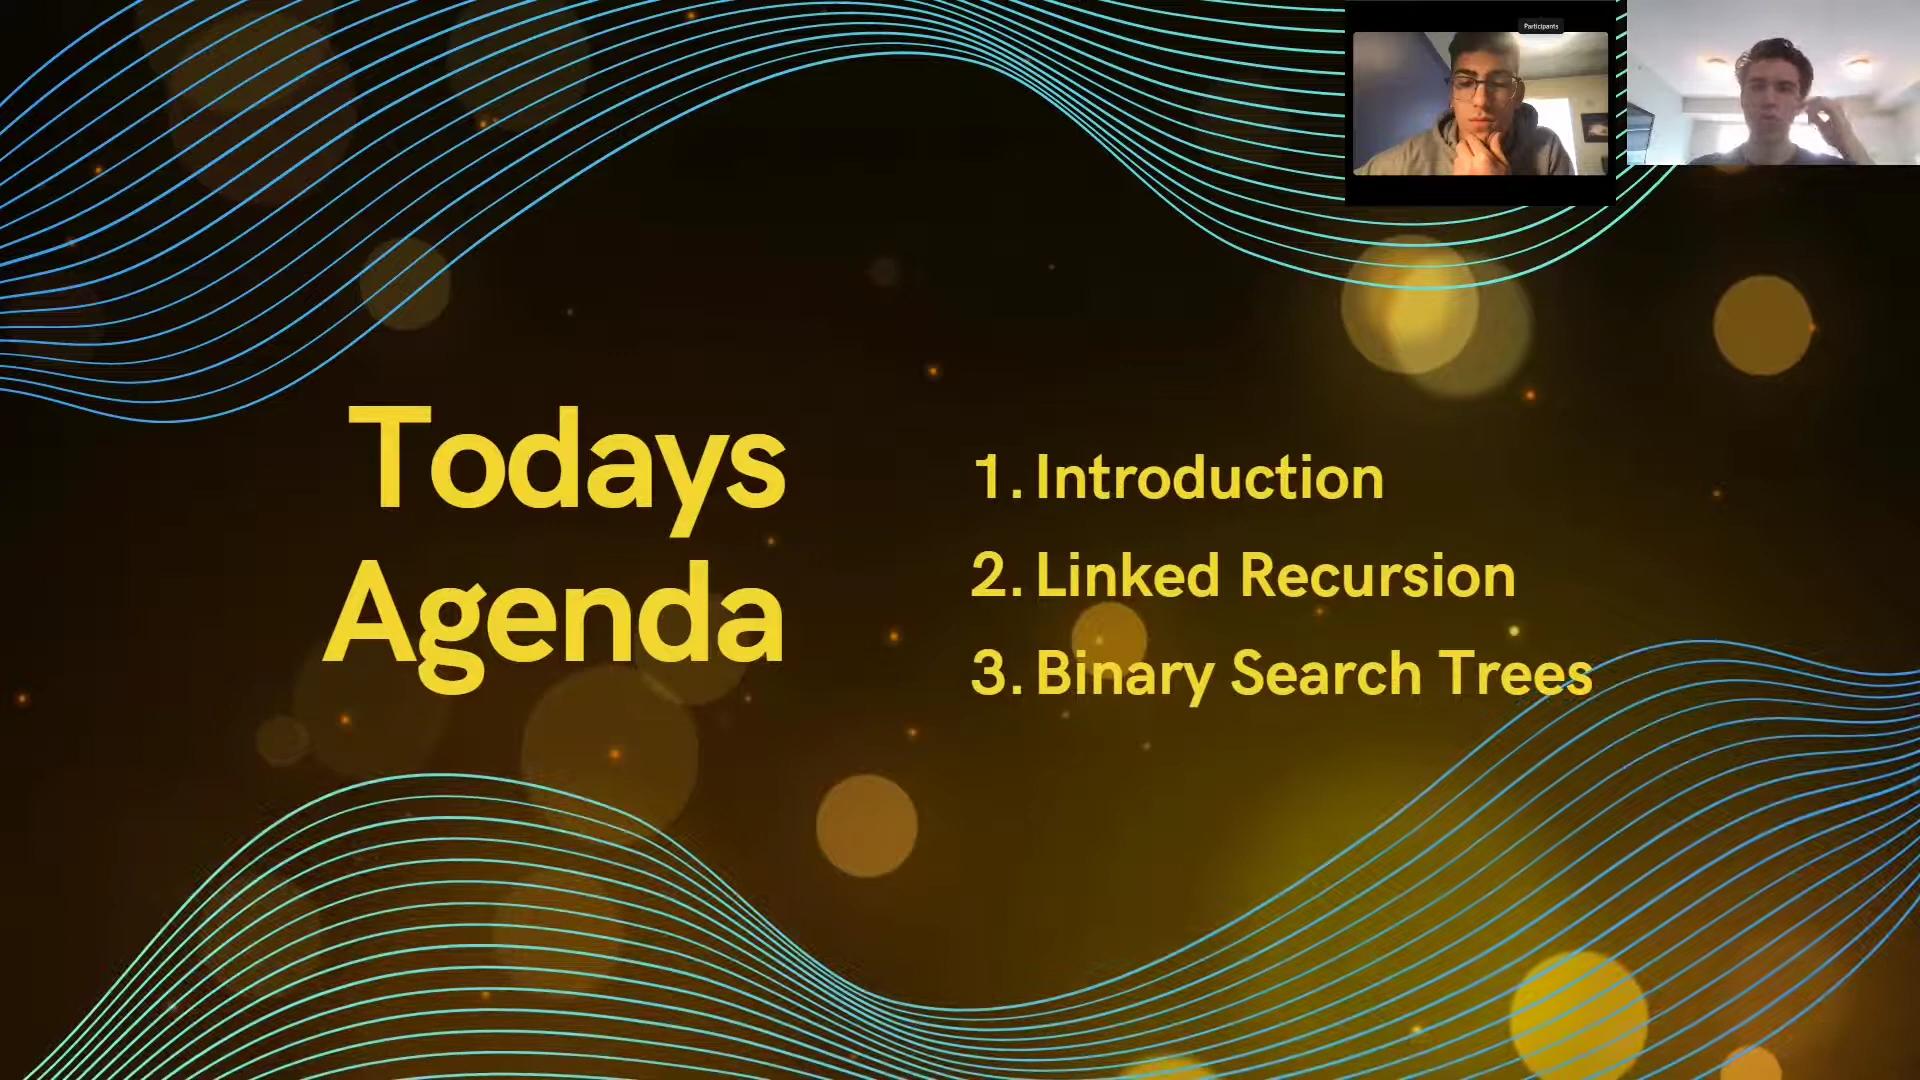 Participants
Todays
Agenda
1. Introduction
2. Linked Recursion
3. Binary Search Trees